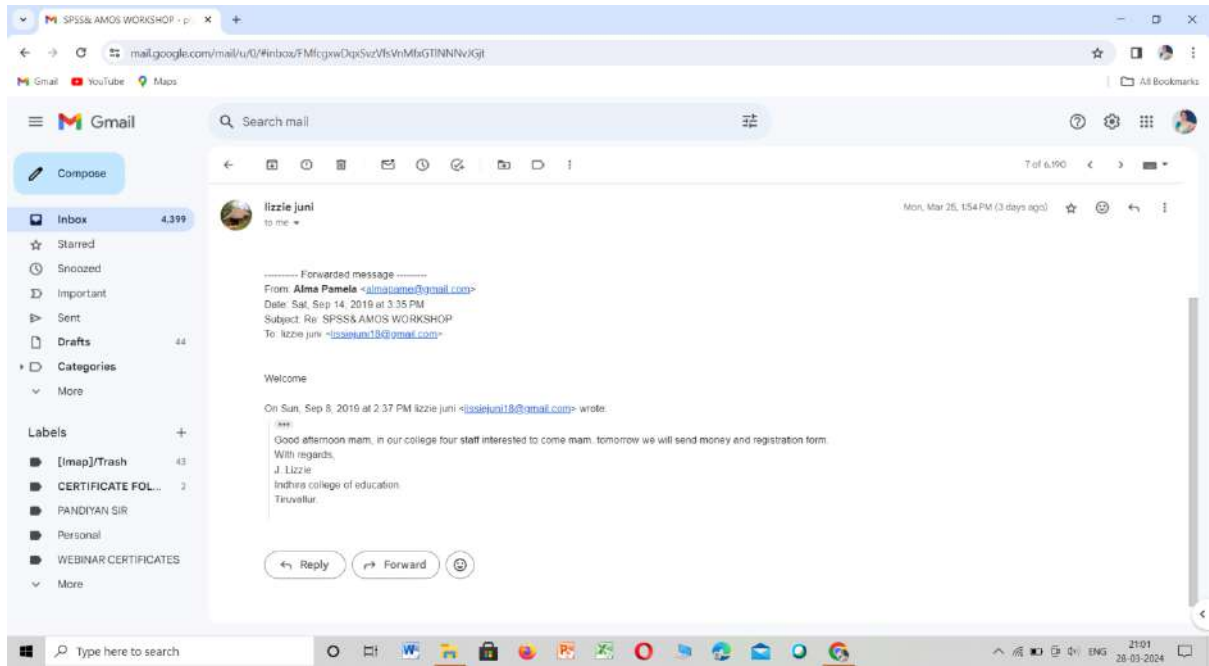 SPSS& AMOS WORKSHOP - p
mail.google.com/mail/u/0/#inbox/
Gmail YouTube Maps All Bookmarks
Gmail Search mail
Compose 7 of 6,190
Inbox 4,399
Starred
Snoozed
Important
Sent
Drafts 44
Categories
More
Labels
[Imap]/Trash 43
CERTIFICATE FOL... 2
PANDIYAN SIR
Personal
WEBINAR CERTIFICATES
More
lizzie juni Mon, Mar 25, 1:54 PM (3 days ago)
to me
---------- Forwarded message ---------
From: Alma Pamela <almapame@gmail.com>
Date: Sat, Sep 14, 2019 at 3:35 PM
Subject: Re: SPSS& AMOS WORKSHOP
To: lizzie juni <lissiejuni18@gmail.com>
Welcome
On Sun, Sep 8, 2019 at 2:37 PM lizzie juni <lissiejuni18@gmail.com> wrote:
Good afternoon mam, in our college four staff interested to come mam. tomorrow we will send money and registration form.
With regards,
J. Lizzie
Indhira college of education.
Tiruvallur.
Reply Forward
Type here to search ENG 21:01
28-03-2024